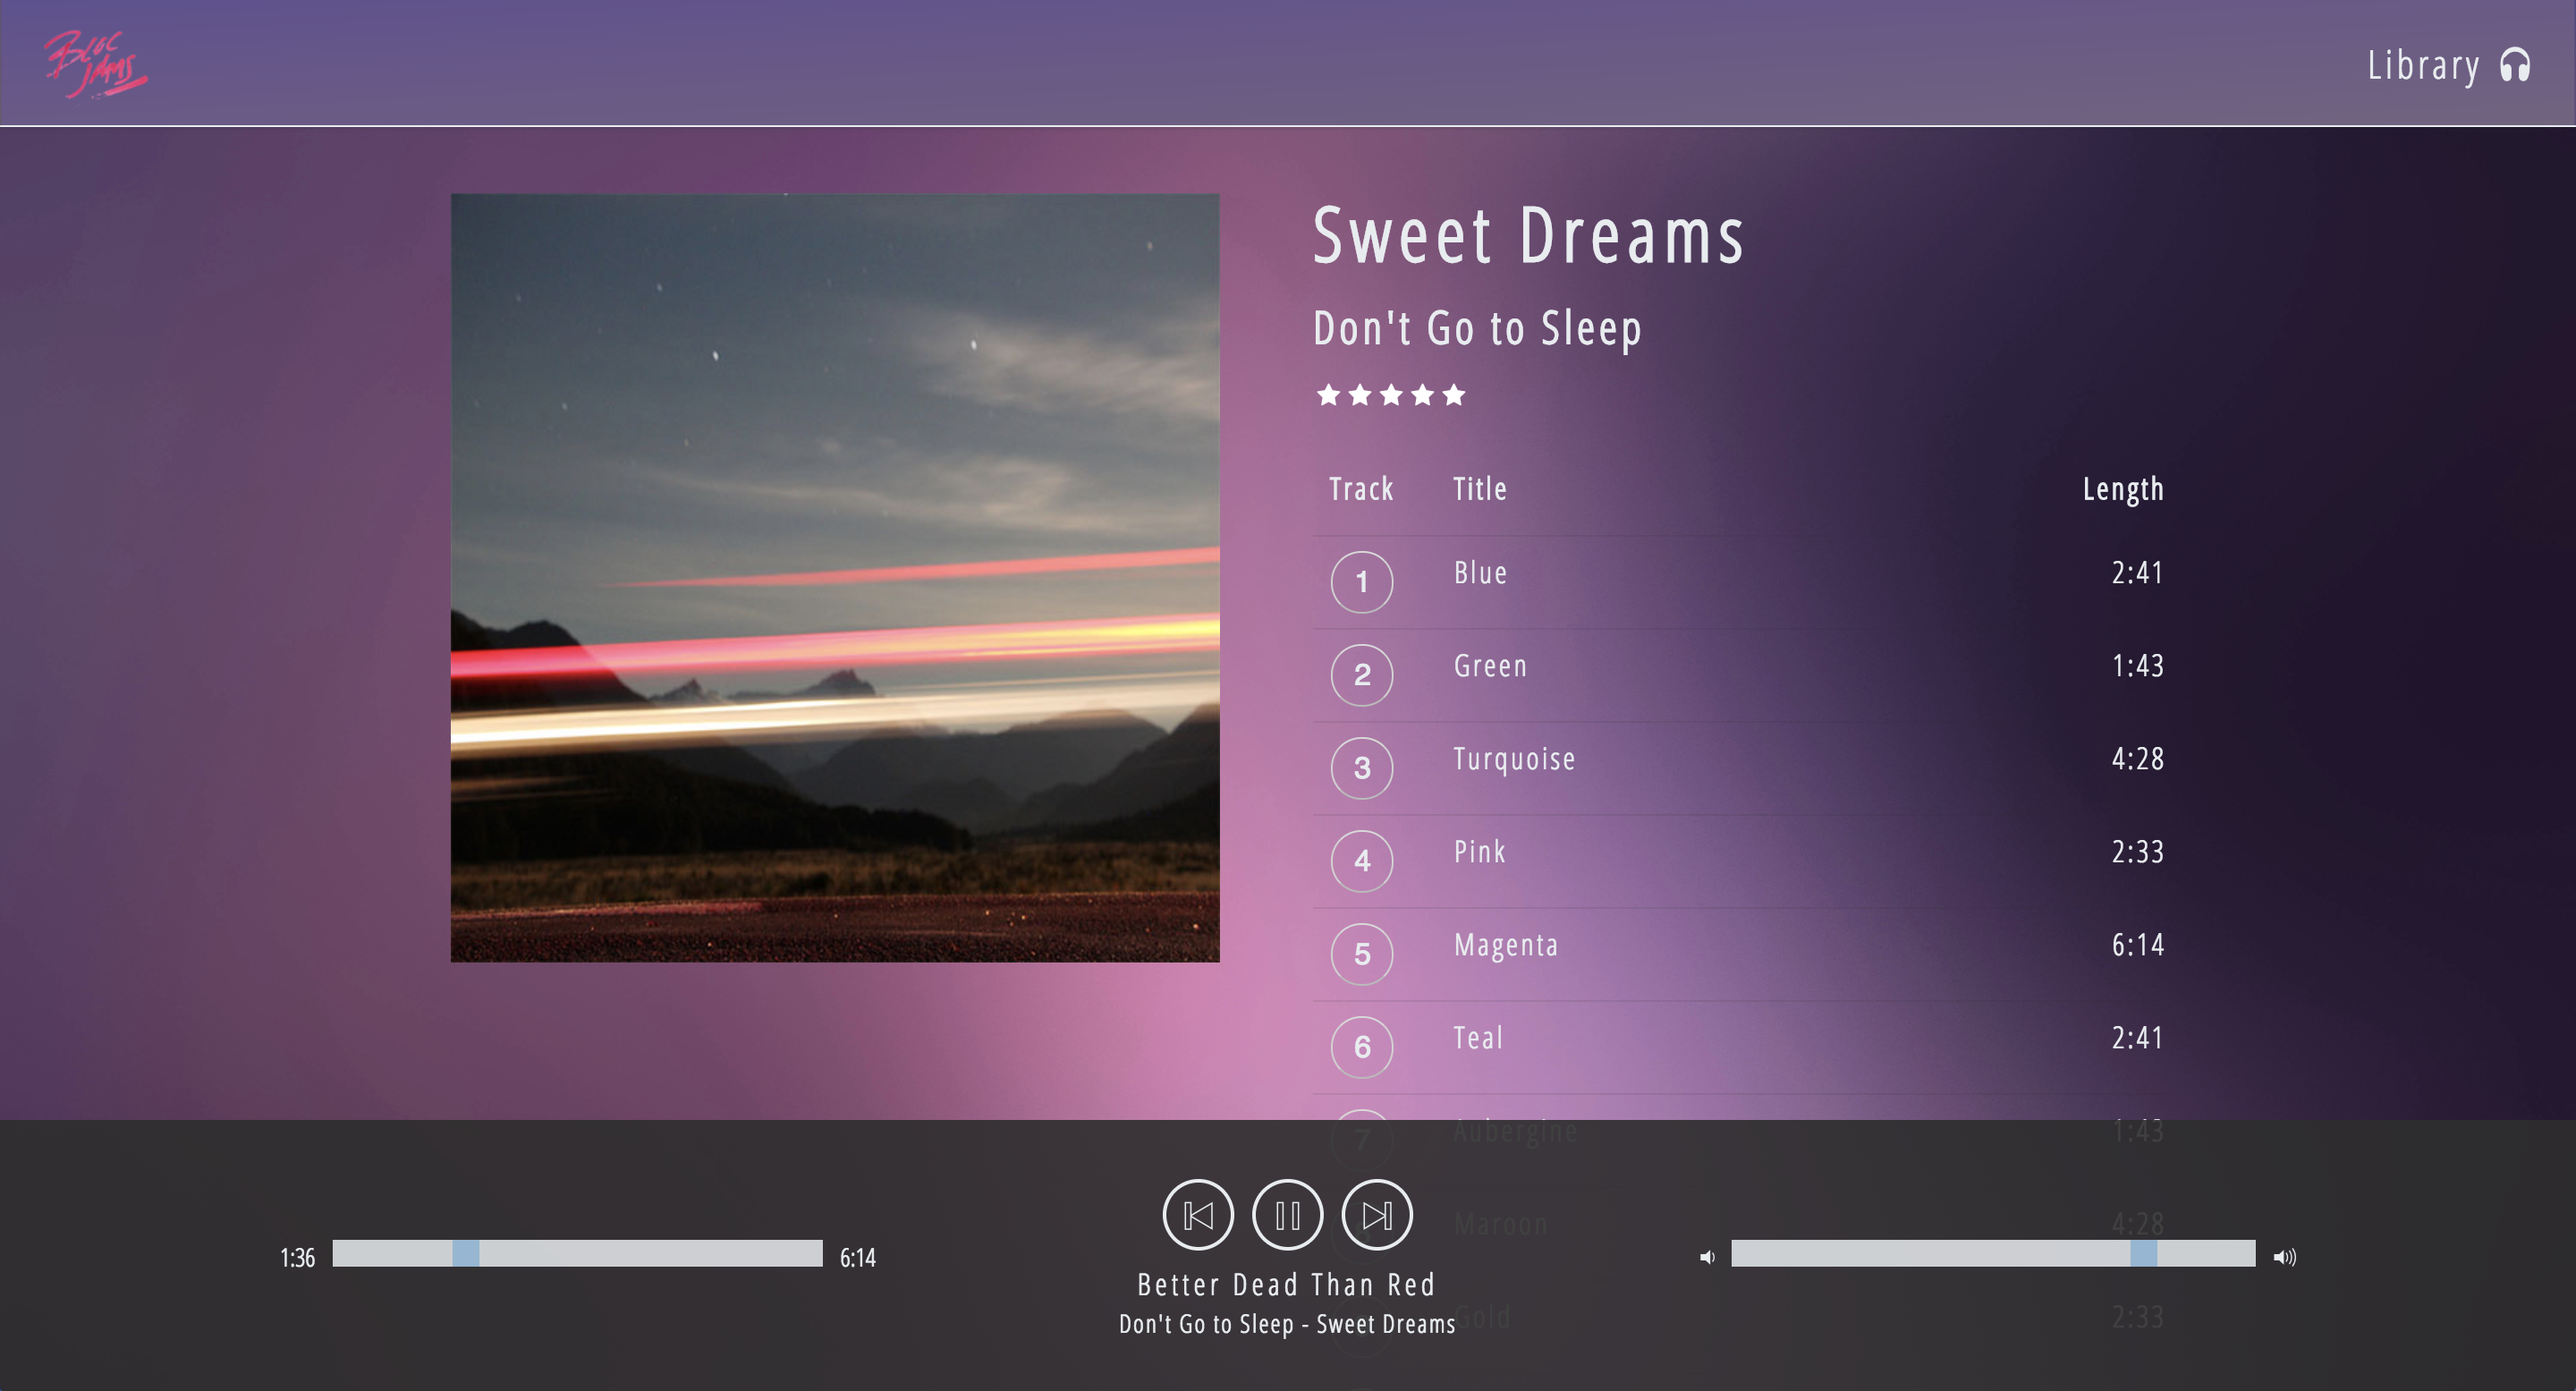 BLOC
JAMS
Library
Sweet Dreams
Don't Go to Sleep
Track Title Length
1 Blue 2:41
2 Green 1:43
3 Turquoise 4:28
4 Pink 2:33
5 Magenta 6:14
6 Teal 2:41
7 Aubergine 1:43
Maroon 4:28
Gold 2:33
1:36 6:14
Better Dead Than Red
Don't Go to Sleep - Sweet Dreams